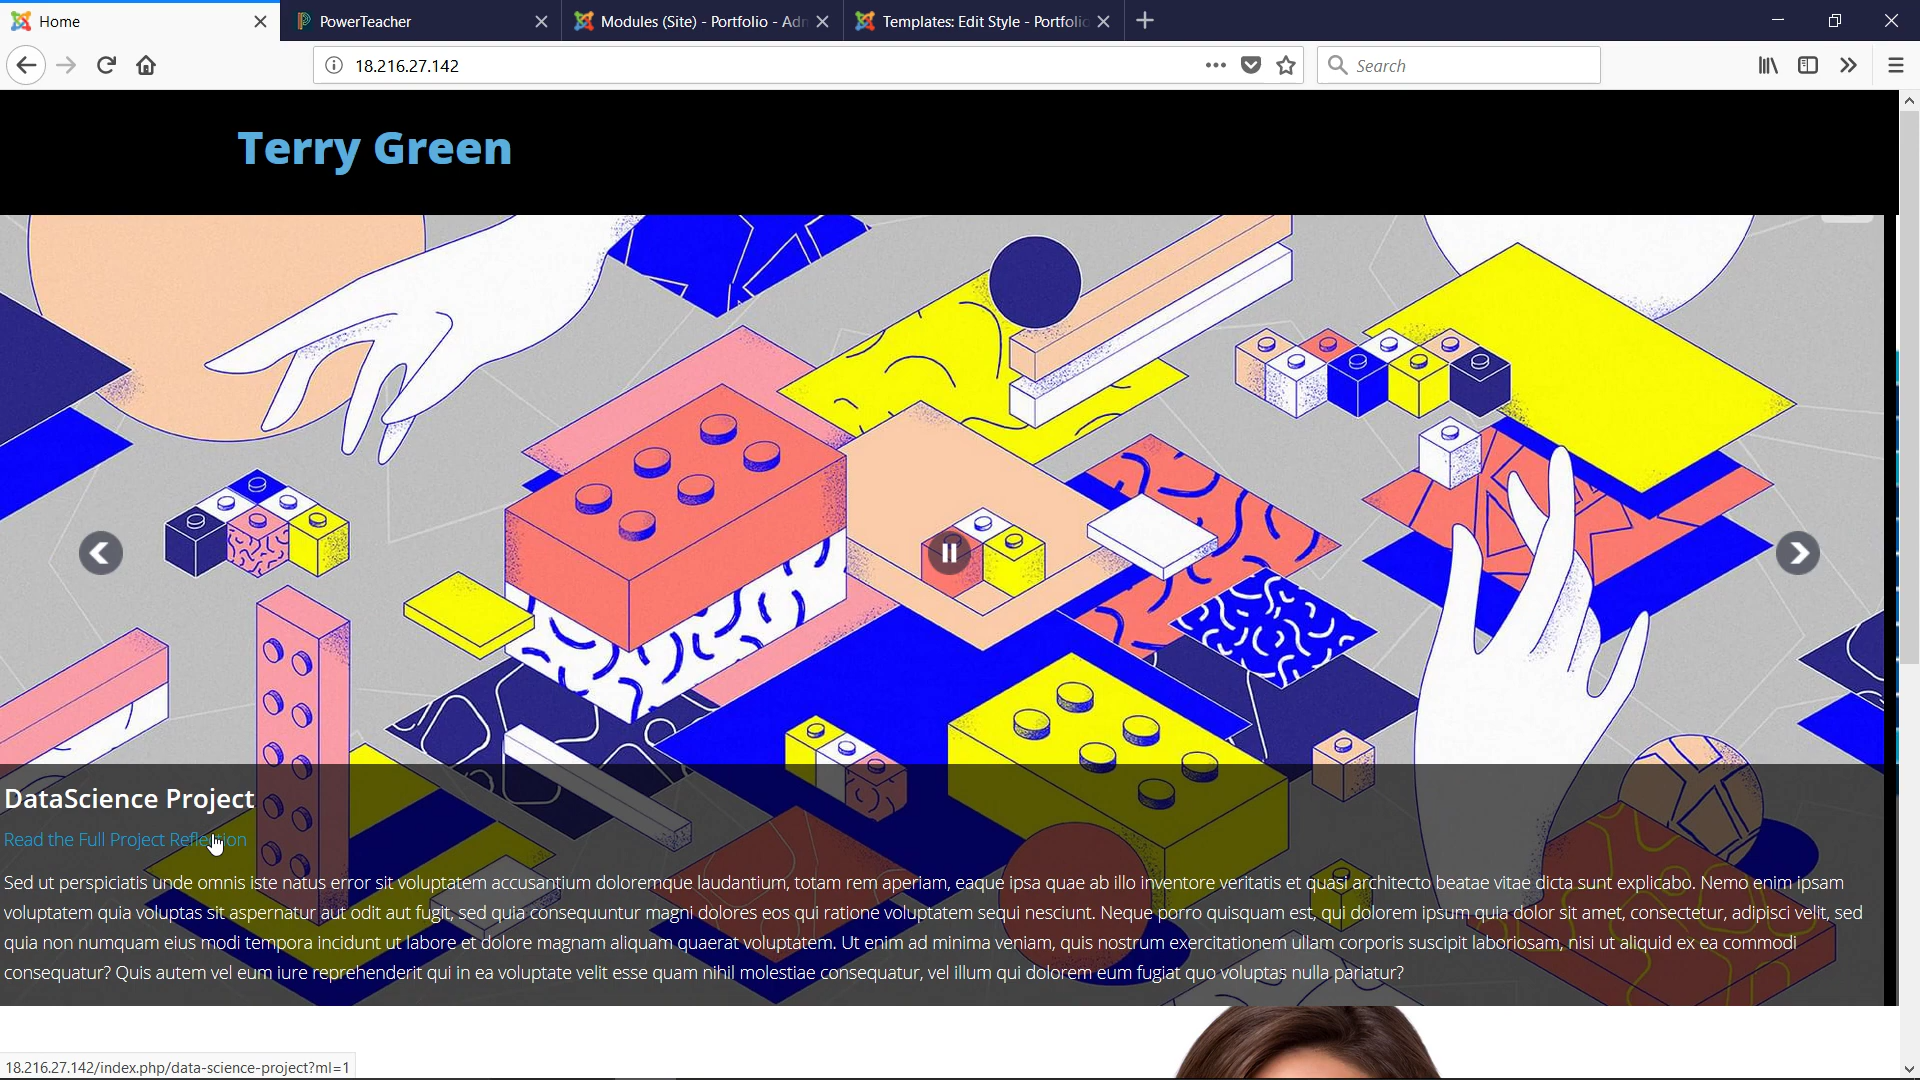 Home
PowerTeacher
Modules (Site) - Portfolio - Adm
Templates: Edit Style - Portfolio
18.216.27.142
Search
Terry Green
DataScience Project
Read the Full Project Reflection
Sed ut perspiciatis unde omnis iste natus error sit voluptatem accusantium doloremque laudantium, totam rem aperiam, eaque ipsa quae ab illo inventore veritatis et quasi architecto beatae vitae dicta sunt explicabo. Nemo enim ipsam
voluptatem quia voluptas sit aspernatur aut odit aut fugit, sed quia consequuntur magni dolores eos qui ratione voluptatem sequi nesciunt. Neque porro quisquam est, qui dolorem ipsum quia dolor sit amet, consectetur, adipisci velit, sed
quia non numquam eius modi tempora incidunt ut labore et dolore magnam aliquam quaerat voluptatem. Ut enim ad minima veniam, quis nostrum exercitationem ullam corporis suscipit laboriosam, nisi ut aliquid ex ea commodi
consequatur? Quis autem vel eum iure reprehenderit qui in ea voluptate velit esse quam nihil molestiae consequatur, vel illum qui dolorem eum fugiat quo voluptas nulla pariatur?
18.216.27.142/index.php/data-science-project?ml=1